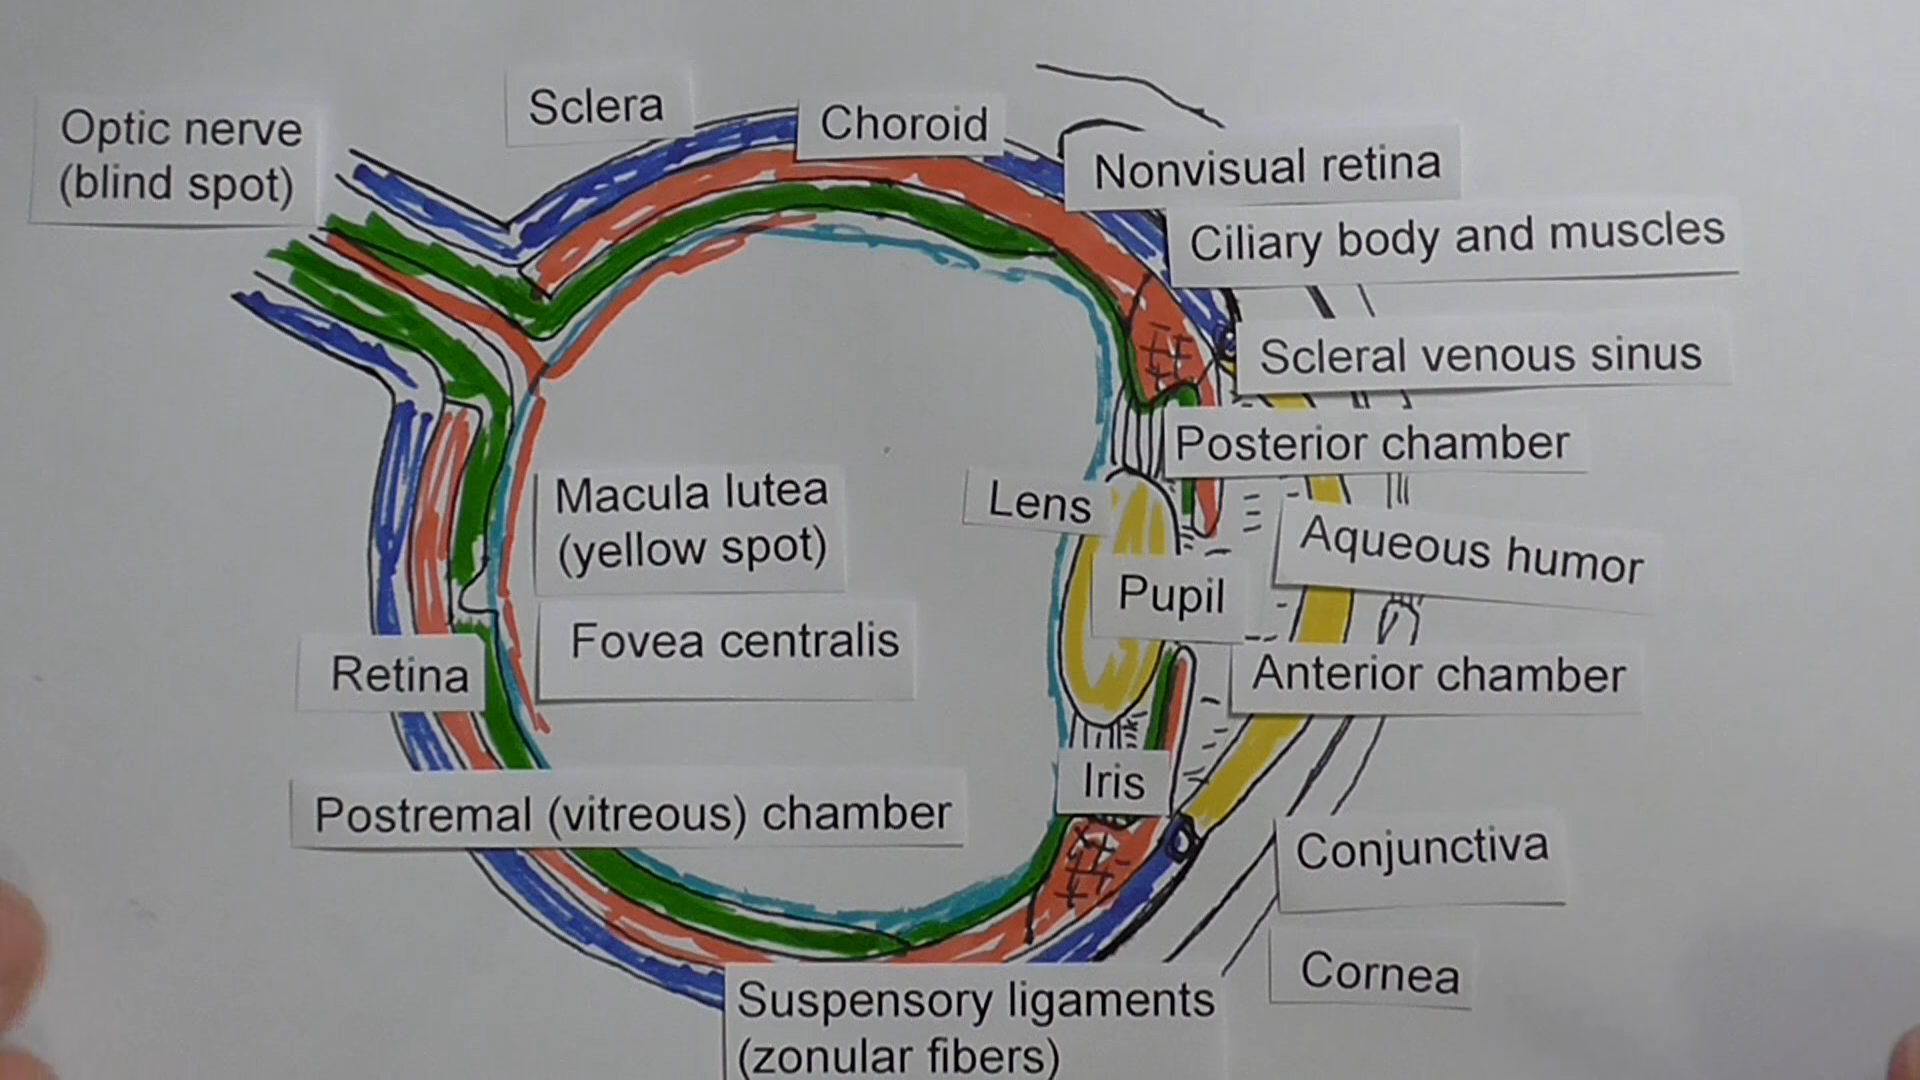 Optic nerve
(blind spot)
Sclera
Choroid
Nonvisual retina
Ciliary body and muscles
Scleral venous sinus
Posterior chamber
Macula lutea
(yellow spot)
Lens
Aqueous humor
Pupil
Fovea centralis
Retina
Anterior chamber
Iris
Postremal (vitreous) chamber
Conjunctiva
Cornea
Suspensory ligaments
(zonular fibers)